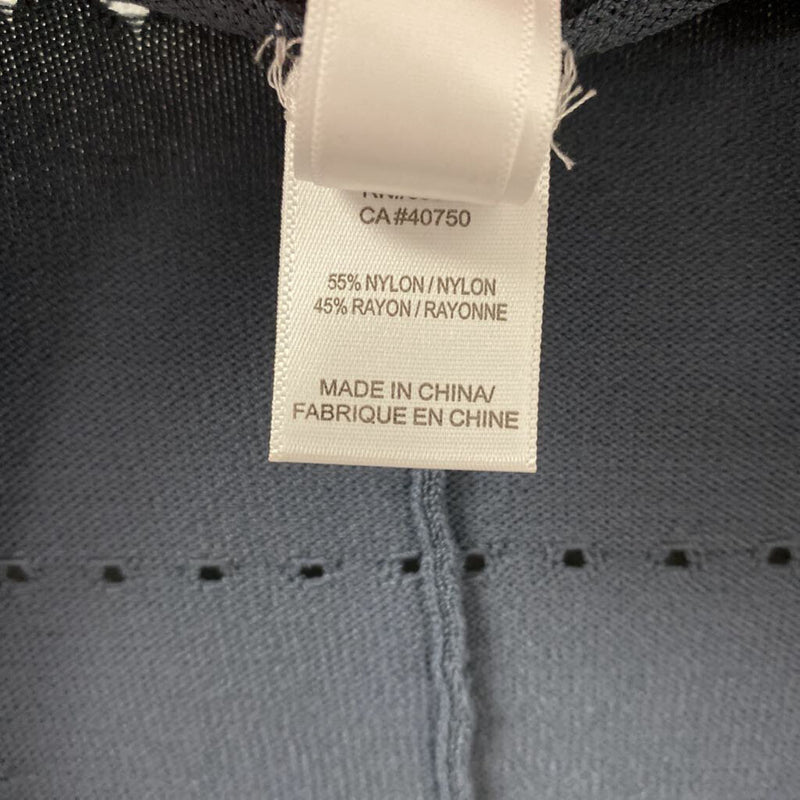 CA#40750
55% NYLON / NYLON
45% RAYON / RAYONNE
MADE IN CHINA/
FABRIQUE EN CHINE